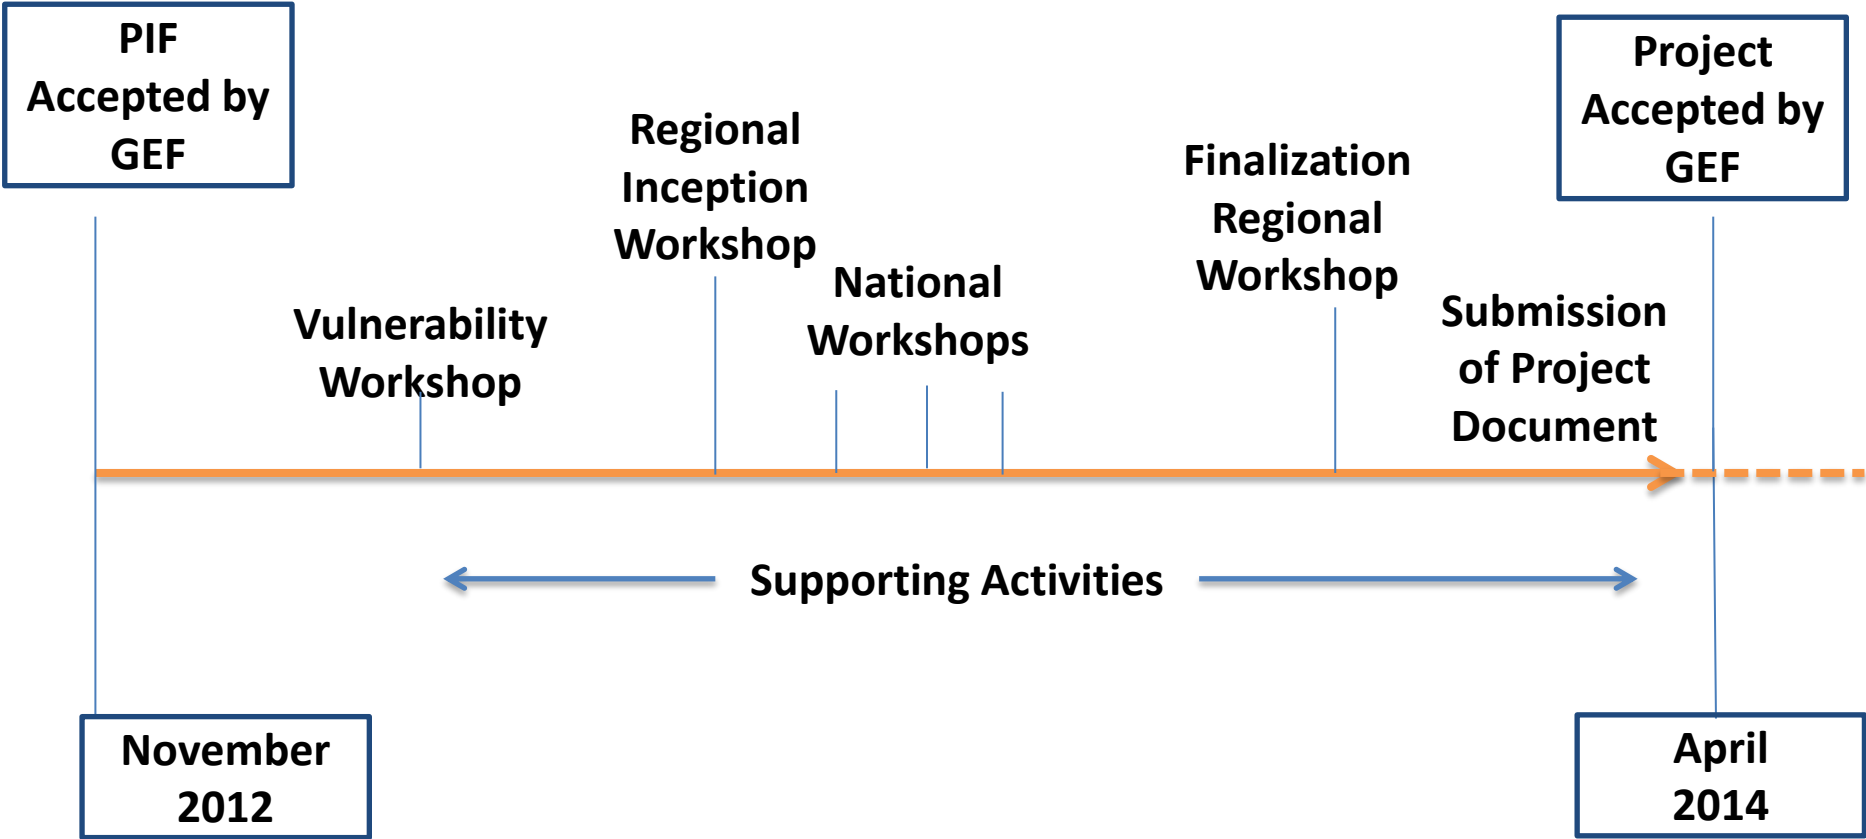 PIF
Accepted by
GEF
Project
Accepted by
GEF
Regional
Inception
Workshop
Finalization
Regional
Workshop
National
Workshops
Vulnerability
Workshop
Submission
of Project
Document
Supporting Activities
November
2012
April
2014